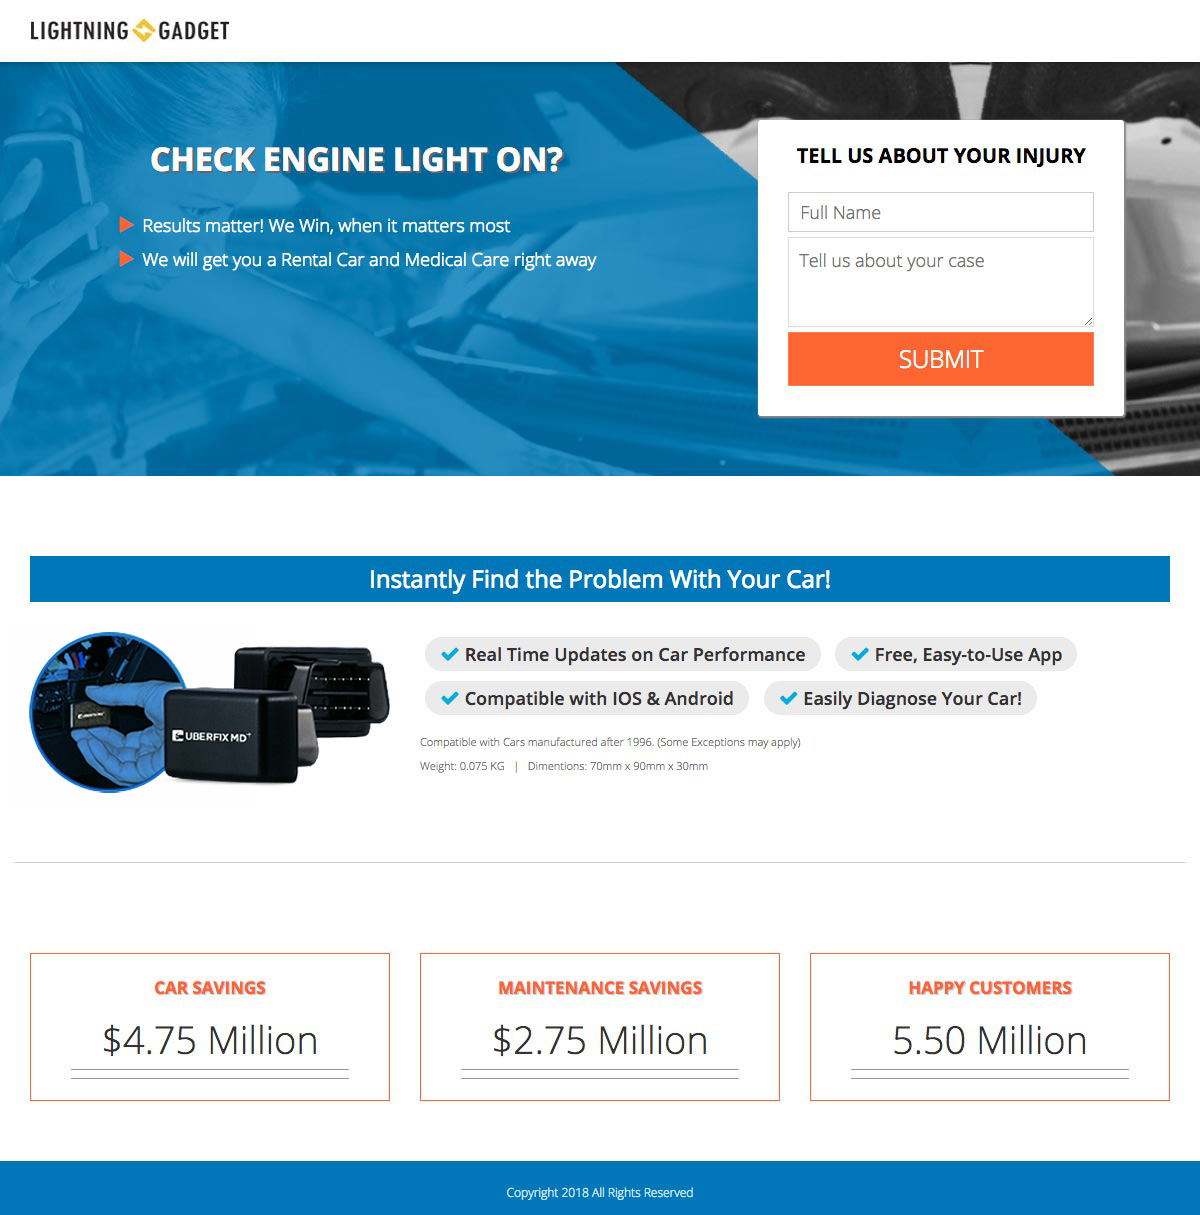 LIGHTNING GADGET
CHECK ENGINE LIGHT ON?
Results matter! We Win, when it matters most
We will get you a Rental Car and Medical Care right away
TELL US ABOUT YOUR INJURY
Full Name
Tell us about your case
SUBMIT
Instantly Find the Problem With Your Car!
UBERFIX MD+
UBERFIX MD+
Real Time Updates on Car Performance
Free, Easy-to-Use App
Compatible with IOS & Android
Easily Diagnose Your Car!
Compatible with Cars manufactured after 1996. (Some Exceptions may apply)
Weight: 0.075 KG | Dimentions: 70mm x 90mm x 30mm
CAR SAVINGS
$4.75 Million
MAINTENANCE SAVINGS
$2.75 Million
HAPPY CUSTOMERS
5.50 Million
Copyright 2018 All Rights Reserved